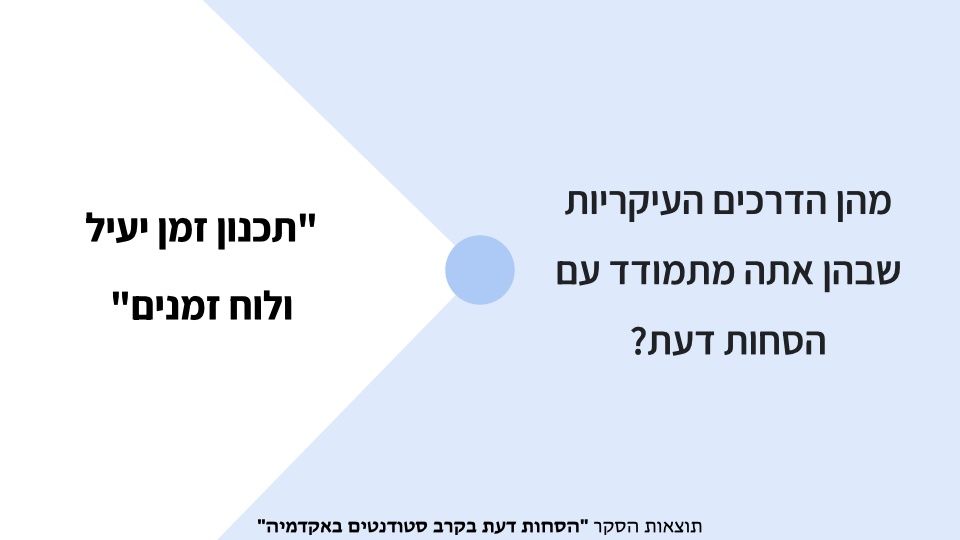 מהן הדרכים העיקריות
שבהן אתה מתמודד עם
הסחות דעת?
"תכנון זמן יעיל
ולוח זמנים"
תוצאות הסקר "הסחות דעת בקרב סטודנטים באקדמיה"